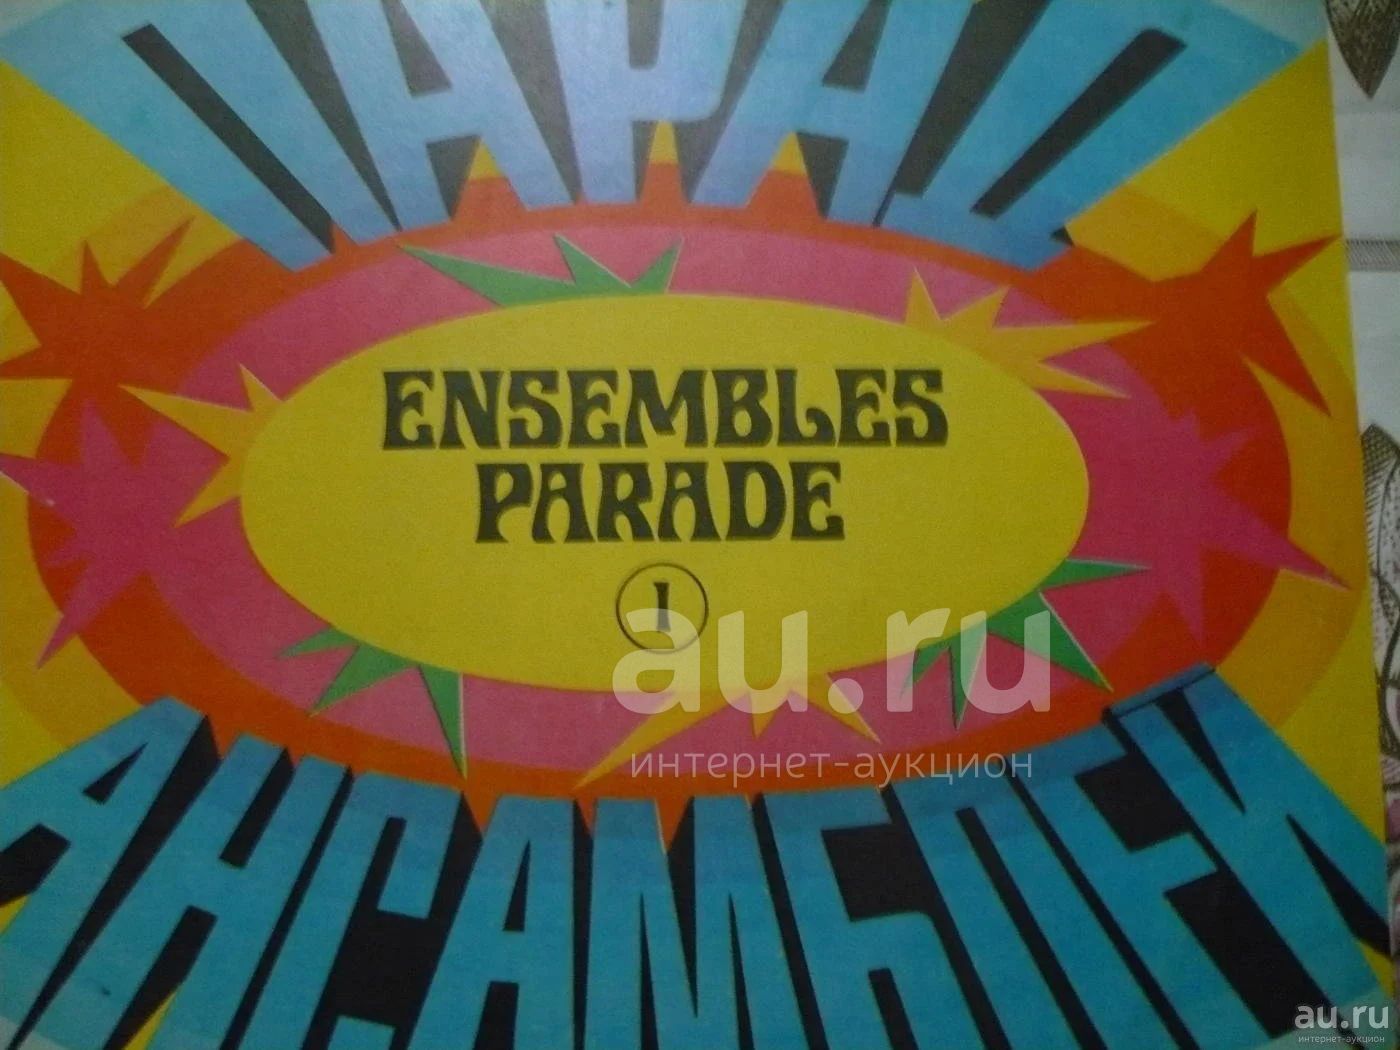 ПАРАД
ENSEMBLES
PARADE
1
au.ru
интернет-аукцион
АНСАМБЛЕЙ
au.ru
интернет-аукцион